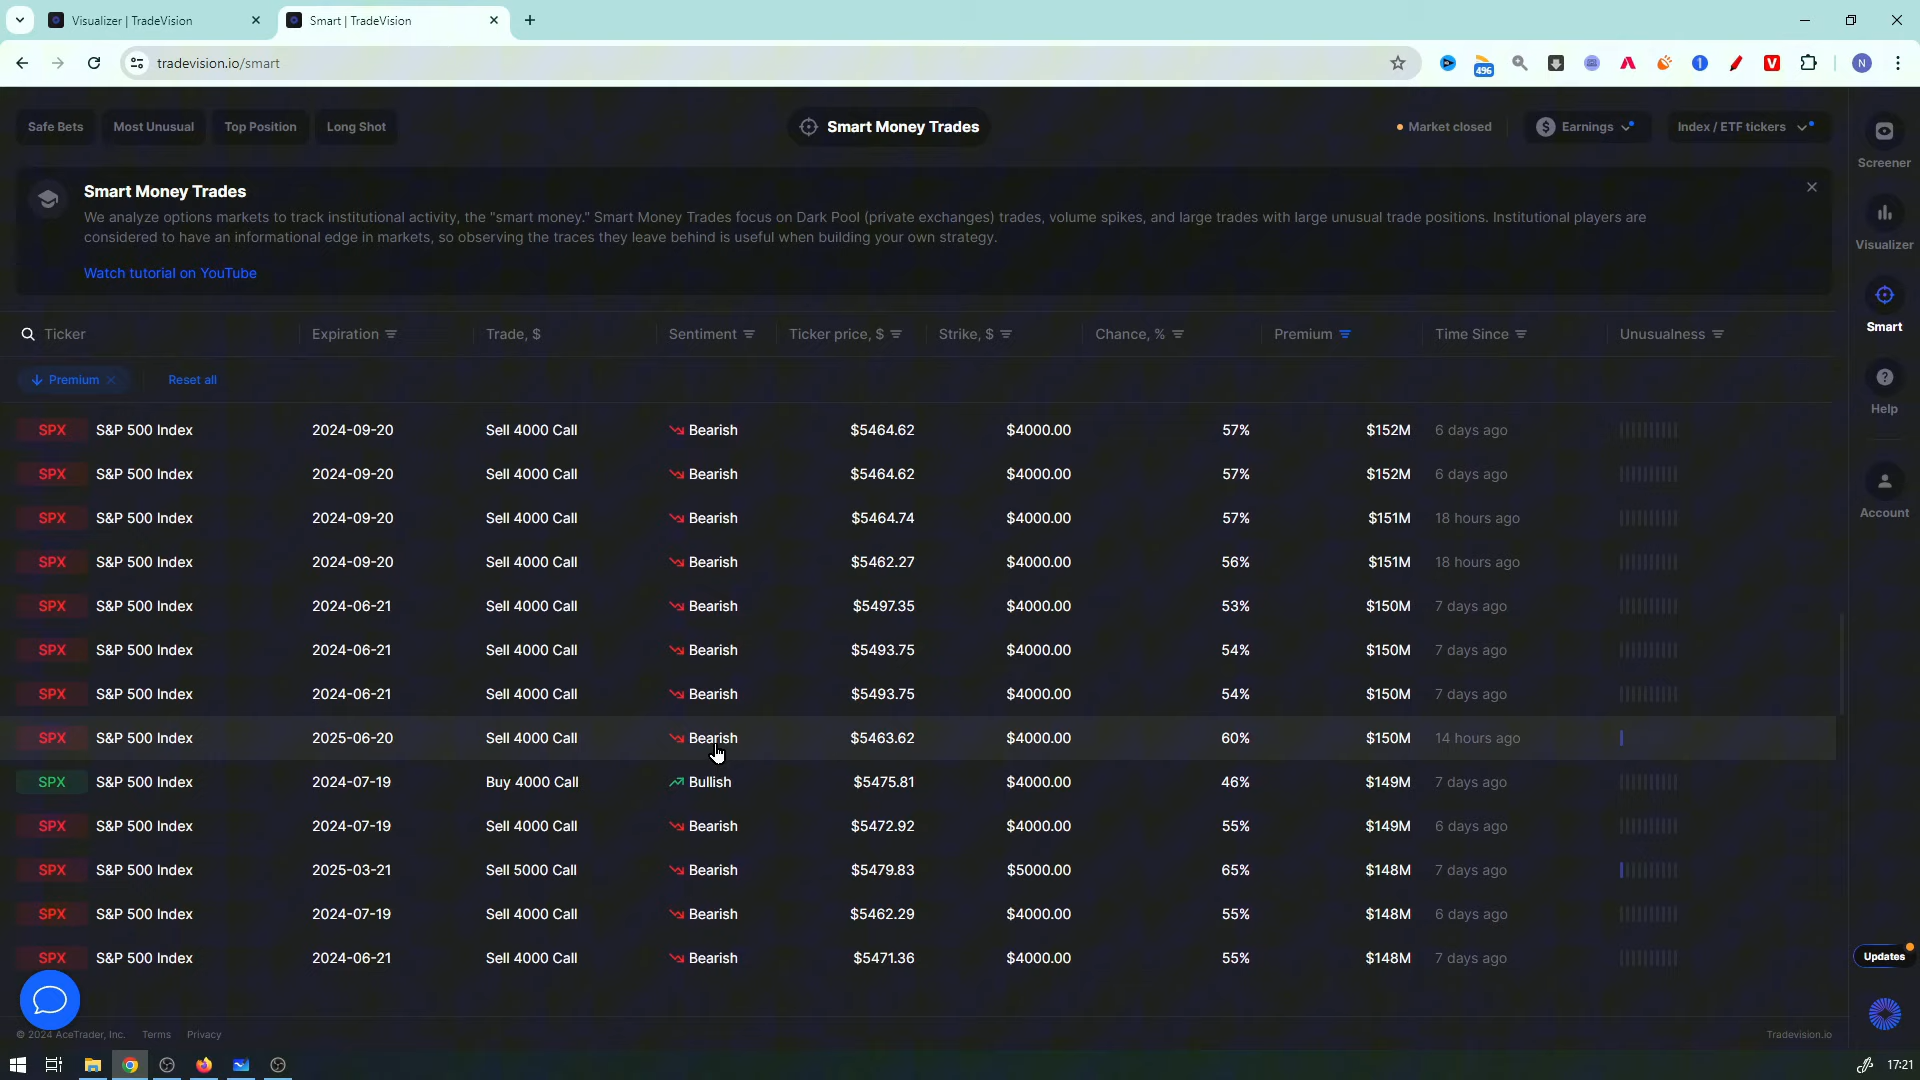 Visualizer | TradeVision
Smart | TradeVision
tradevision.io/smart
496
1
V
N
Safe Bets
Most Unusual
Top Position
Long Shot
Smart Money Trades
Market closed
$ Earnings
Index / ETF tickers
Screener
Visualizer
Smart
Help
Account
Updates
Smart Money Trades
We analyze options markets to track institutional activity, the "smart money." Smart Money Trades focus on Dark Pool (private exchanges) trades, volume spikes, and large trades with large unusual trade positions. Institutional players are
considered to have an informational edge in markets, so observing the traces they leave behind is useful when building your own strategy.
Watch tutorial on YouTube
Ticker Expiration Trade, $ Sentiment Ticker price, $ Strike, $ Chance, % Premium Time Since Unusualness
Premium Reset all
SPX S&P 500 Index 2024-09-20 Sell 4000 Call Bearish $5464.62 $4000.00 57% $152M 6 days ago
SPX S&P 500 Index 2024-09-20 Sell 4000 Call Bearish $5464.62 $4000.00 57% $152M 6 days ago
SPX S&P 500 Index 2024-09-20 Sell 4000 Call Bearish $5464.74 $4000.00 57% $151M 18 hours ago
SPX S&P 500 Index 2024-09-20 Sell 4000 Call Bearish $5462.27 $4000.00 56% $151M 18 hours ago
SPX S&P 500 Index 2024-06-21 Sell 4000 Call Bearish $5497.35 $4000.00 53% $150M 7 days ago
SPX S&P 500 Index 2024-06-21 Sell 4000 Call Bearish $5493.75 $4000.00 54% $150M 7 days ago
SPX S&P 500 Index 2024-06-21 Sell 4000 Call Bearish $5493.75 $4000.00 54% $150M 7 days ago
SPX S&P 500 Index 2025-06-20 Sell 4000 Call Bearish $5463.62 $4000.00 60% $150M 14 hours ago
SPX S&P 500 Index 2024-07-19 Buy 4000 Call Bullish $5475.81 $4000.00 46% $149M 7 days ago
SPX S&P 500 Index 2024-07-19 Sell 4000 Call Bearish $5472.92 $4000.00 55% $149M 6 days ago
SPX S&P 500 Index 2025-03-21 Sell 5000 Call Bearish $5479.83 $5000.00 65% $148M 7 days ago
SPX S&P 500 Index 2024-07-19 Sell 4000 Call Bearish $5462.29 $4000.00 55% $148M 6 days ago
SPX S&P 500 Index 2024-06-21 Sell 4000 Call Bearish $5471.36 $4000.00 55% $148M 7 days ago
© 2024 AceTrader, Inc. Terms Privacy
Tradevision.io
17:21